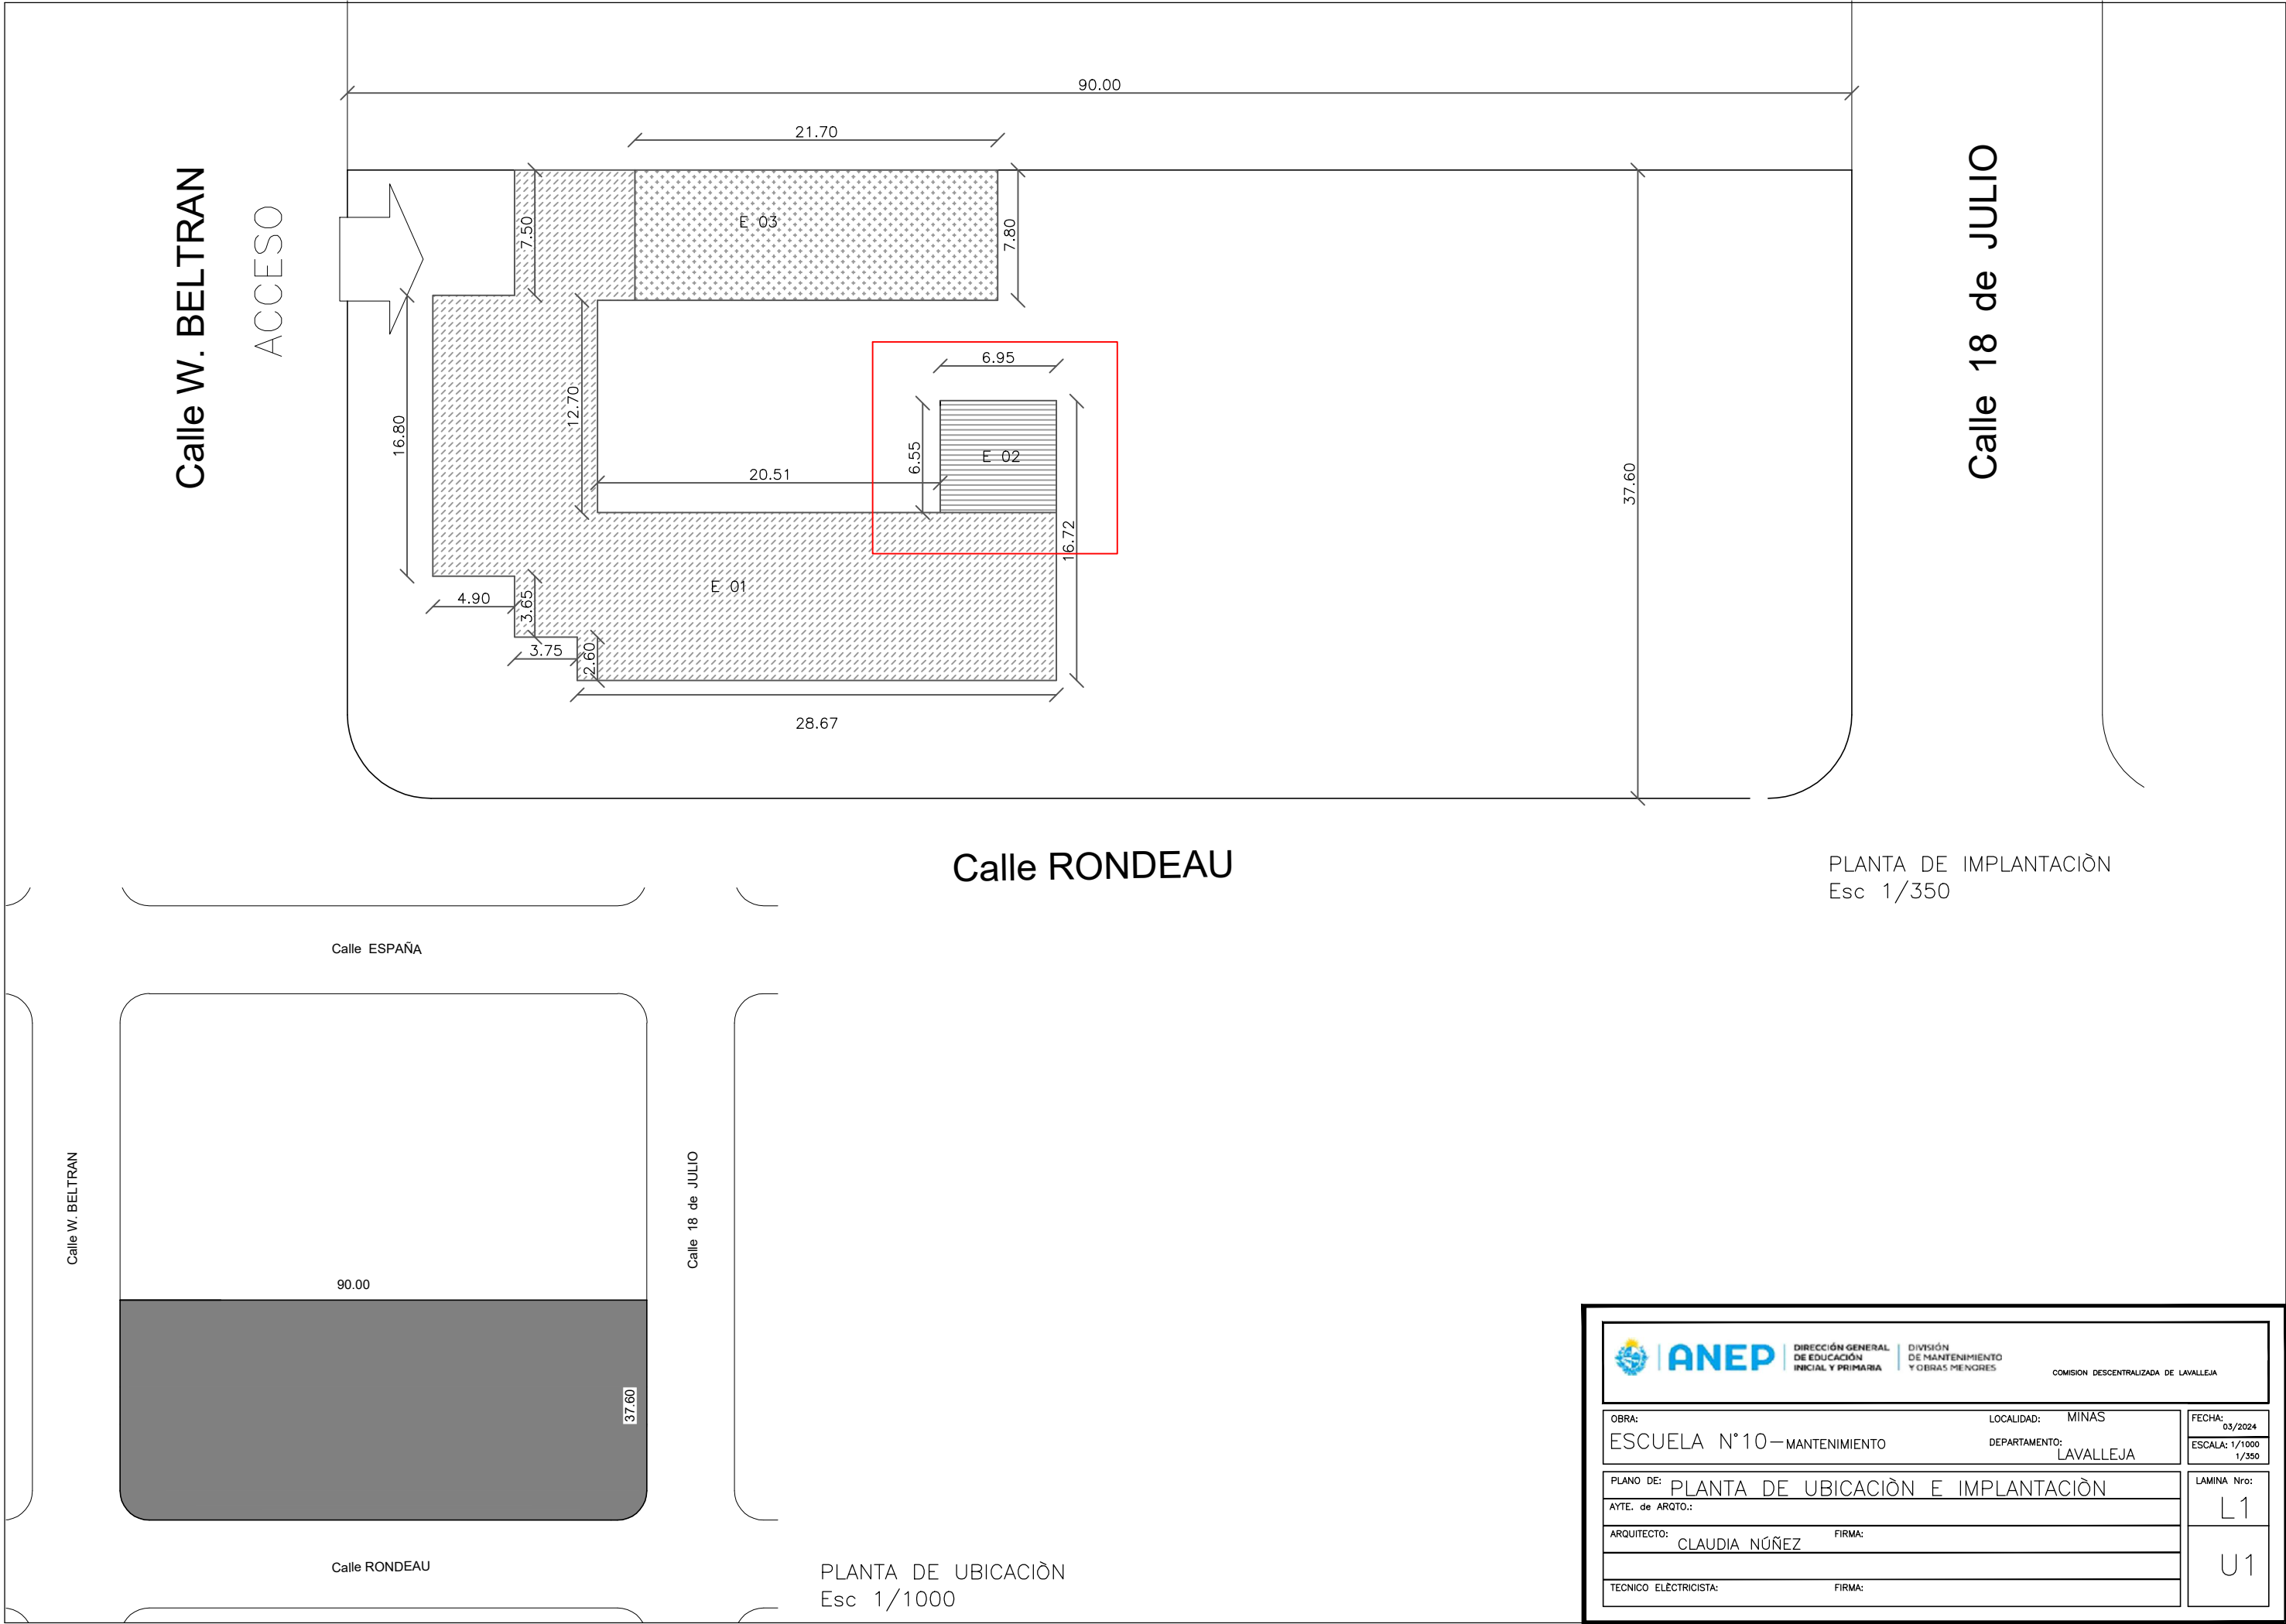 90.00
21.70
Calle W. BELTRAN
ACCESO
Calle 18 de JULIO
7.50
E 03
7.80
6.95
12.70
16.80
6.55
E 02
20.51
37.60
16.72
E 01
4.90
3.65
3.75
2.60
28.67
Calle RONDEAU
PLANTA DE IMPLANTACIÒN
Esc 1/350
Calle ESPAÑA
Calle W. BELTRAN
Calle 18 de JULIO
90.00
37.60
Calle RONDEAU
PLANTA DE UBICACIÒN
Esc 1/1000
ANEP
DIRECCIÓN GENERAL
DE EDUCACIÓN
INICIAL Y PRIMARIA
DIVISIÓN
DE MANTENIMIENTO
Y OBRAS MENORES
COMISION DESCENTRALIZADA DE LAVALLEJA
OBRA:
ESCUELA N°10-MANTENIMIENTO
LOCALIDAD: MINAS
DEPARTAMENTO:
LAVALLEJA
FECHA:
03/2024
ESCALA: 1/1000
1/350
PLANO DE: PLANTA DE UBICACIÒN E IMPLANTACIÒN
LAMINA Nro:
L1
AYTE. de ARQTO.:
ARQUITECTO: CLAUDIA NÚÑEZ FIRMA:
U1
TECNICO ELÈCTRICISTA: FIRMA: